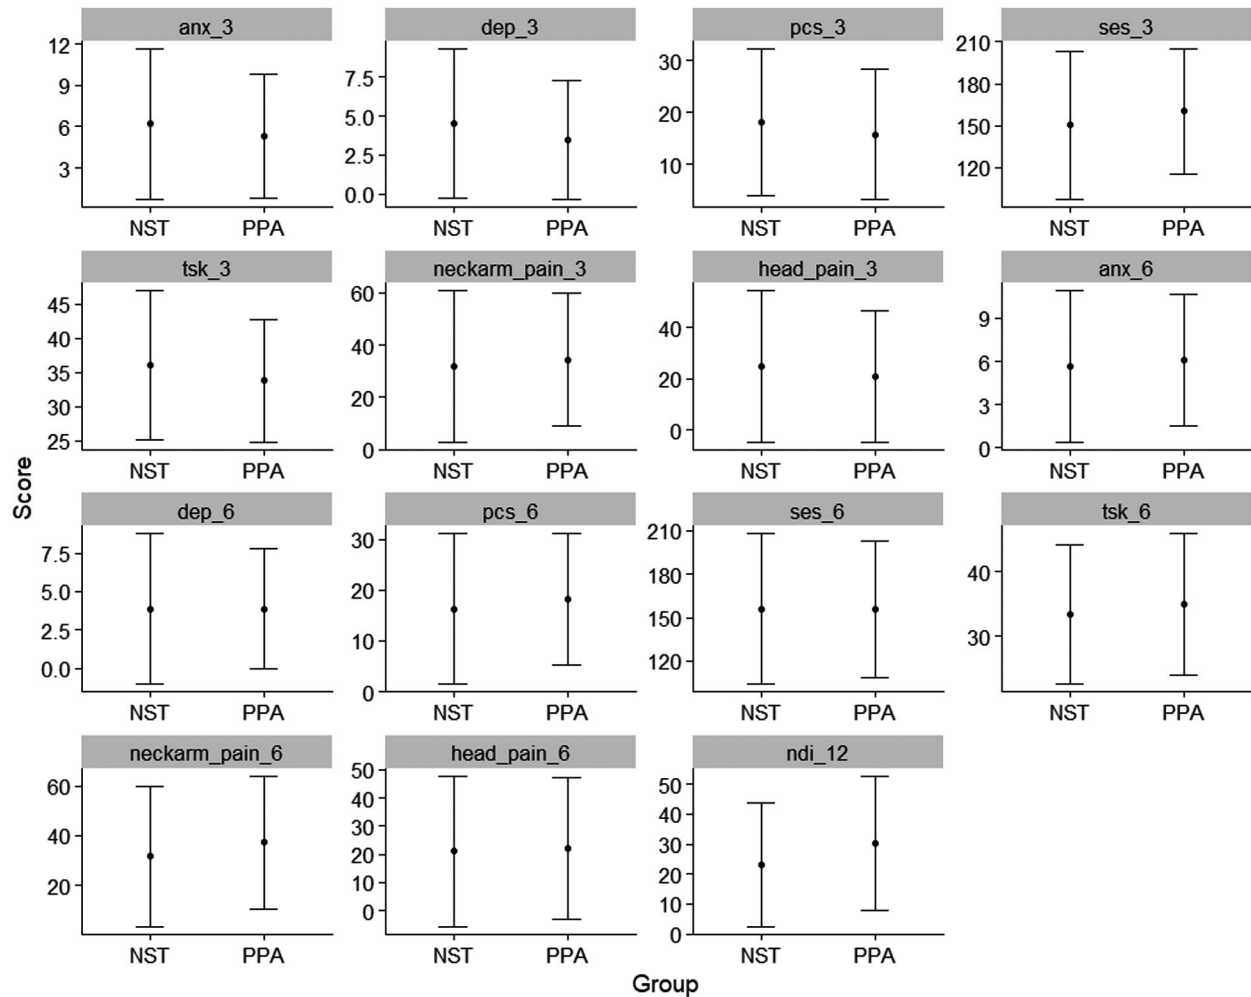 anx_3 dep_3 pcs_3 ses_3
12 9 6 3
7.5 5.0 2.5 0.0
30 20 10
210 180 150 120
NST PPA NST PPA NST PPA NST PPA
tsk_3 neckarm_pain_3 head_pain_3 anx_6
45 40 35 30 25
60 40 20 0
40 20 0
9 6 3 0
NST PPA NST PPA NST PPA NST PPA
Score
dep_6 pcs_6 ses_6 tsk_6
7.5 5.0 2.5 0.0
30 20 10 0
210 180 150 120
40 30
NST PPA NST PPA NST PPA NST PPA
neckarm_pain_6 head_pain_6 ndi_12
60 40 20
50 40 30 20 10 0
50 40 30 20 10 0
NST PPA NST PPA NST PPA
Group